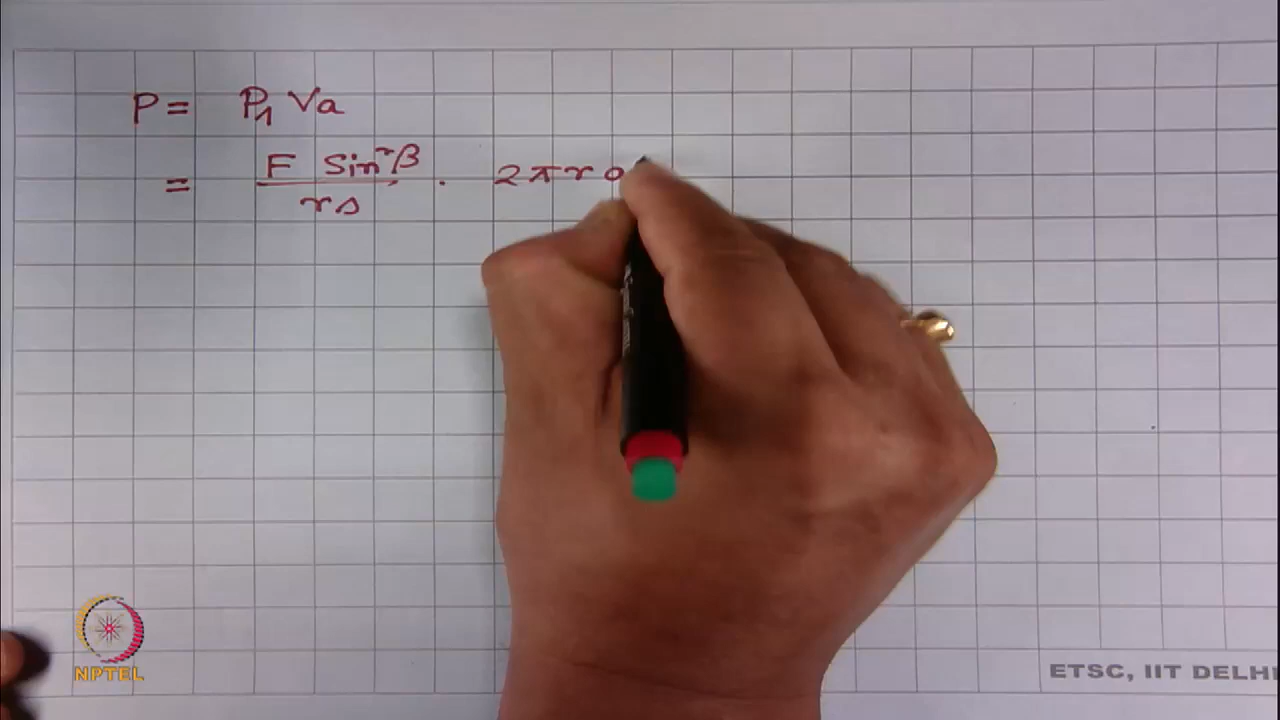 P = P₁ Va
= F Sin²β / rs . 2πr
NPTEL
ETSC, IIT DELHI